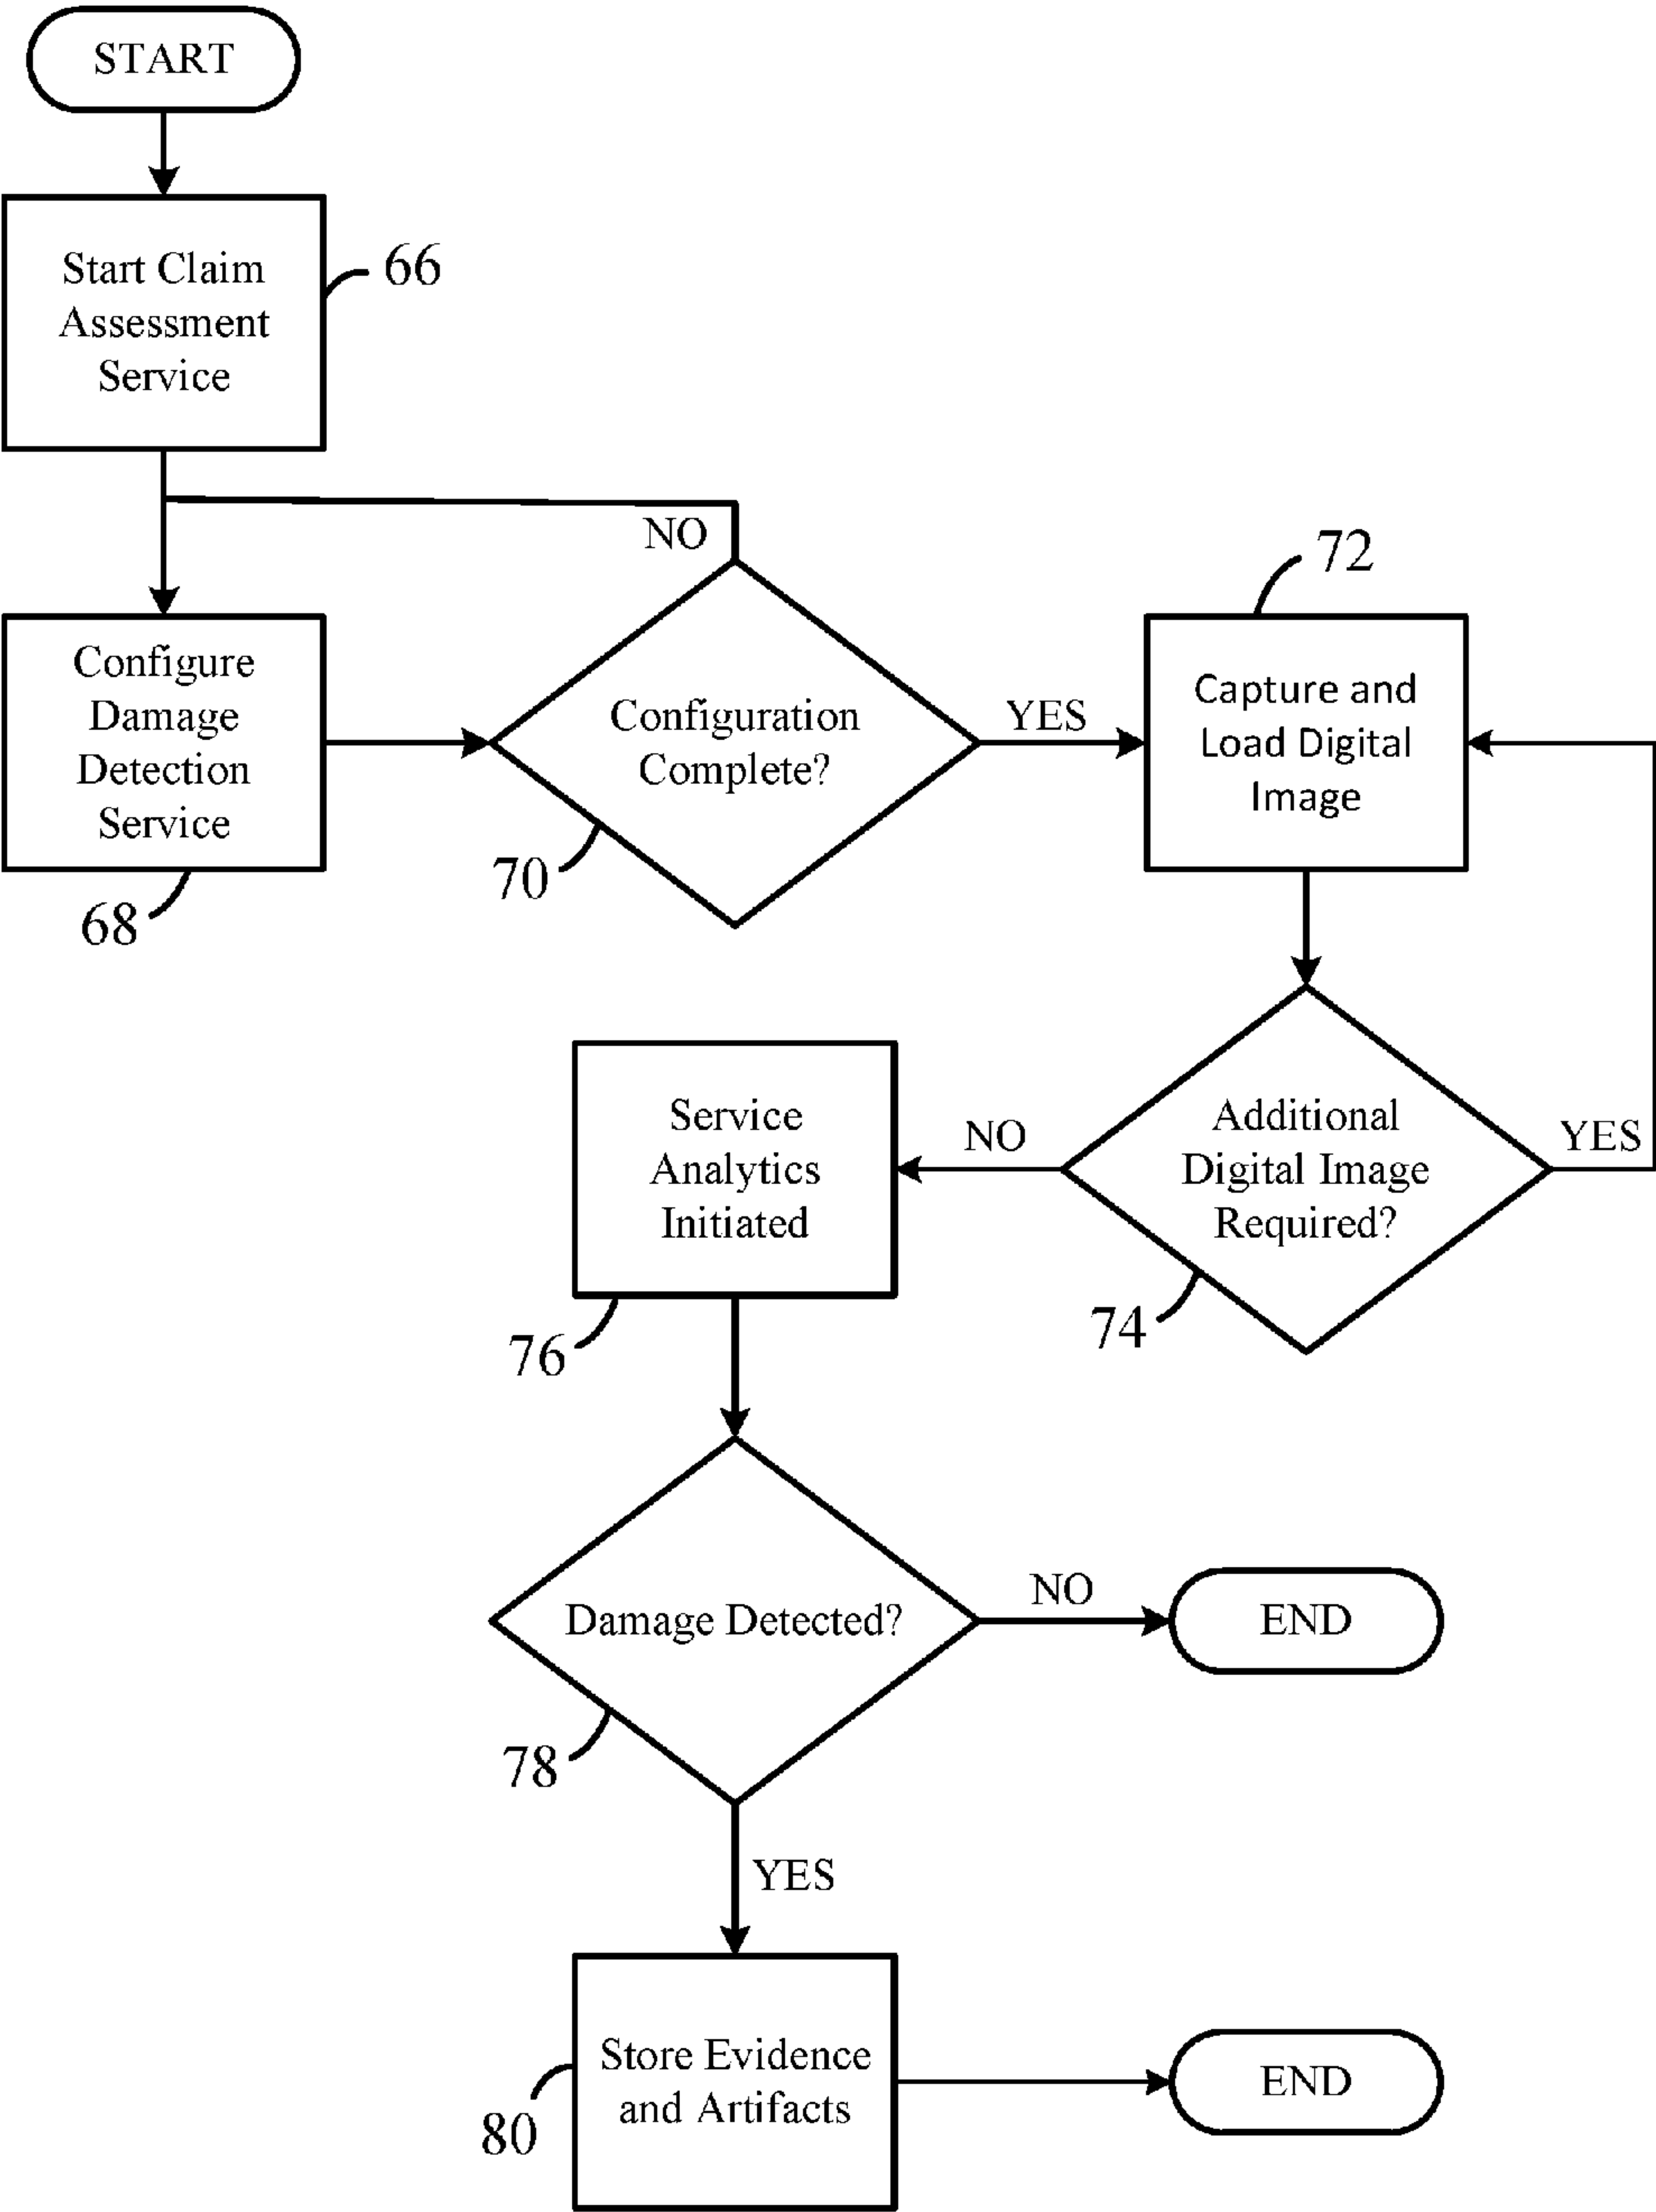 START
Start Claim
Assessment
Service
66
NO
Configure
Damage
Detection
Service
68
Configuration
Complete?
70
YES
72
Capture and
Load Digital
Image
Additional
Digital Image
Required?
74
YES
NO
Service
Analytics
Initiated
76
Damage Detected?
78
NO
END
YES
Store Evidence
and Artifacts
80
END